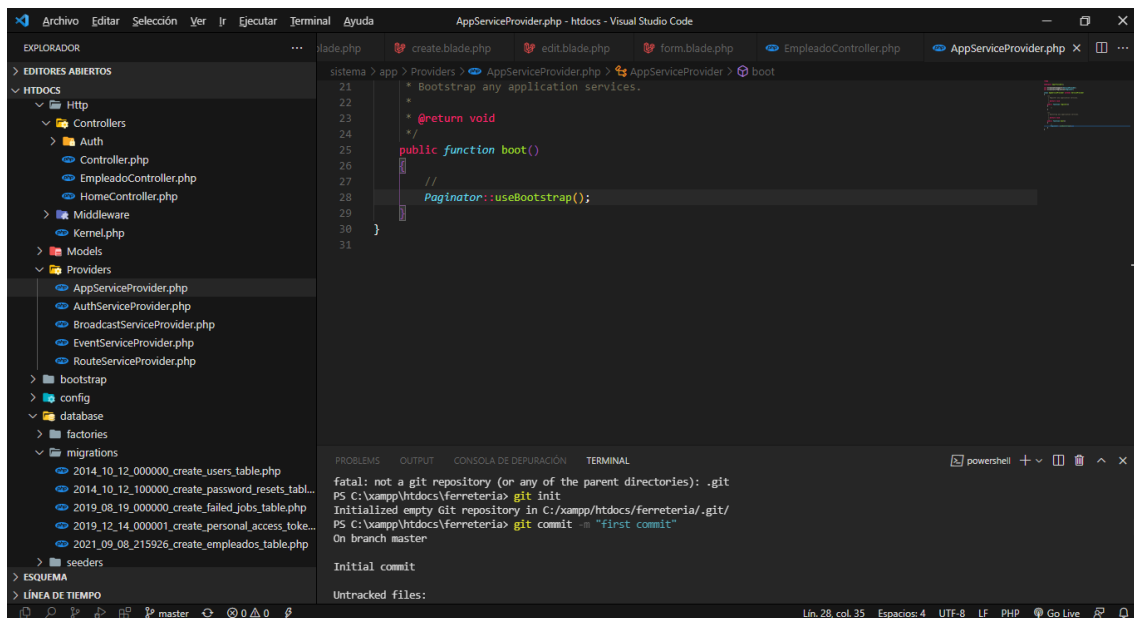 Archivo Editar Selección Ver Ir Ejecutar Terminal Ayuda
AppServiceProvider.php - htdocs - Visual Studio Code
EXPLORADOR
EDITORES ABIERTOS
HTDOCS
Http
Controllers
Auth
Controller.php
EmpleadoController.php
HomeController.php
Middleware
Kernel.php
Models
Providers
AppServiceProvider.php
AuthServiceProvider.php
BroadcastServiceProvider.php
EventServiceProvider.php
RouteServiceProvider.php
bootstrap
config
database
factories
migrations
2014_10_12_000000_create_users_table.php
2014_10_12_100000_create_password_resets_tabl...
2019_08_19_000000_create_failed_jobs_table.php
2019_12_14_000001_create_personal_access_toke...
2021_09_08_215926_create_empleados_table.php
seeders
ESQUEMA
LÍNEA DE TIEMPO
lade.php create.blade.php edit.blade.php form.blade.php EmpleadoController.php AppServiceProvider.php
sistema > app > Providers > AppServiceProvider.php > AppServiceProvider > boot
21 * Bootstrap any application services.
22 *
23 * @return void
24 */
25 public function boot()
26 {
27 //
28 Paginator::useBootstrap();
29 }
30 }
31
PROBLEMS OUTPUT CONSOLA DE DEPURACIÓN TERMINAL powershell
fatal: not a git repository (or any of the parent directories): .git
PS C:\xampp\htdocs\ferreteria> git init
Initialized empty Git repository in C:/xampp/htdocs/ferreteria/.git/
PS C:\xampp\htdocs\ferreteria> git commit -m "first commit"
On branch master
Initial commit
Untracked files:
master 0 0 Lín. 28, col. 35 Espacios: 4 UTF-8 LF PHP Go Live